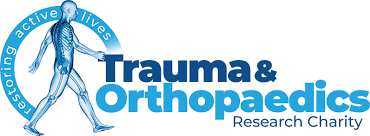 restoring active lives
Trauma &
Orthopaedics
Research Charity